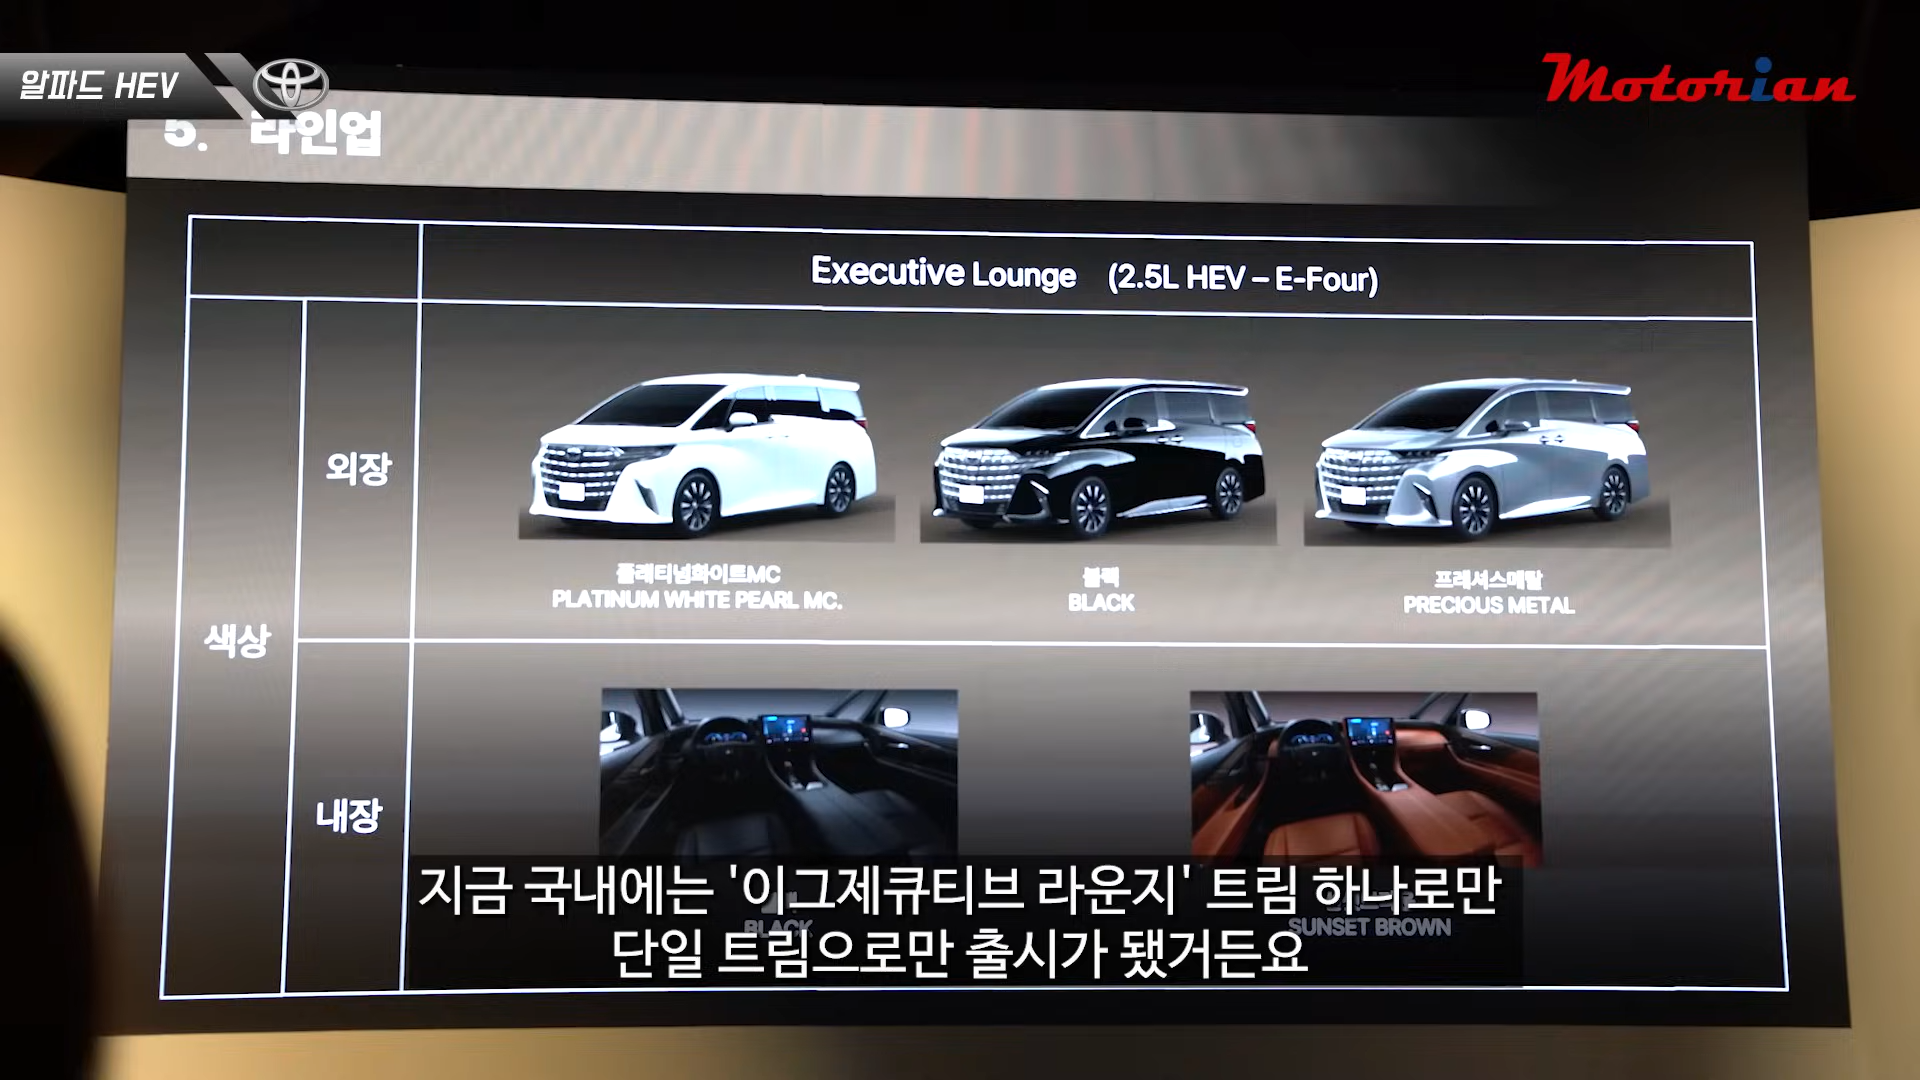 알파드 HEV
Motorian
5. 라인업
Executive Lounge (2.5L HEV – E-Four)
외장
플래티넘화이트MC
PLATINUM WHITE PEARL MC.
블랙
BLACK
프레셔스메탈
PRECIOUS METAL
색상
내장
BLACK
SUNSET BROWN
지금 국내에는 '이그제큐티브 라운지' 트림 하나로만
단일 트림으로만 출시가 됐거든요